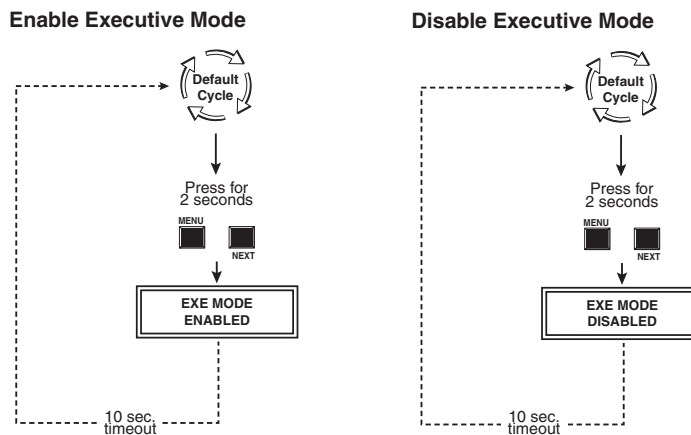 Enable Executive Mode
Default
Cycle
Press for
2 seconds
MENU
NEXT
EXE MODE
ENABLED
10 sec.
timeout
Disable Executive Mode
Default
Cycle
Press for
2 seconds
MENU
NEXT
EXE MODE
DISABLED
10 sec.
timeout